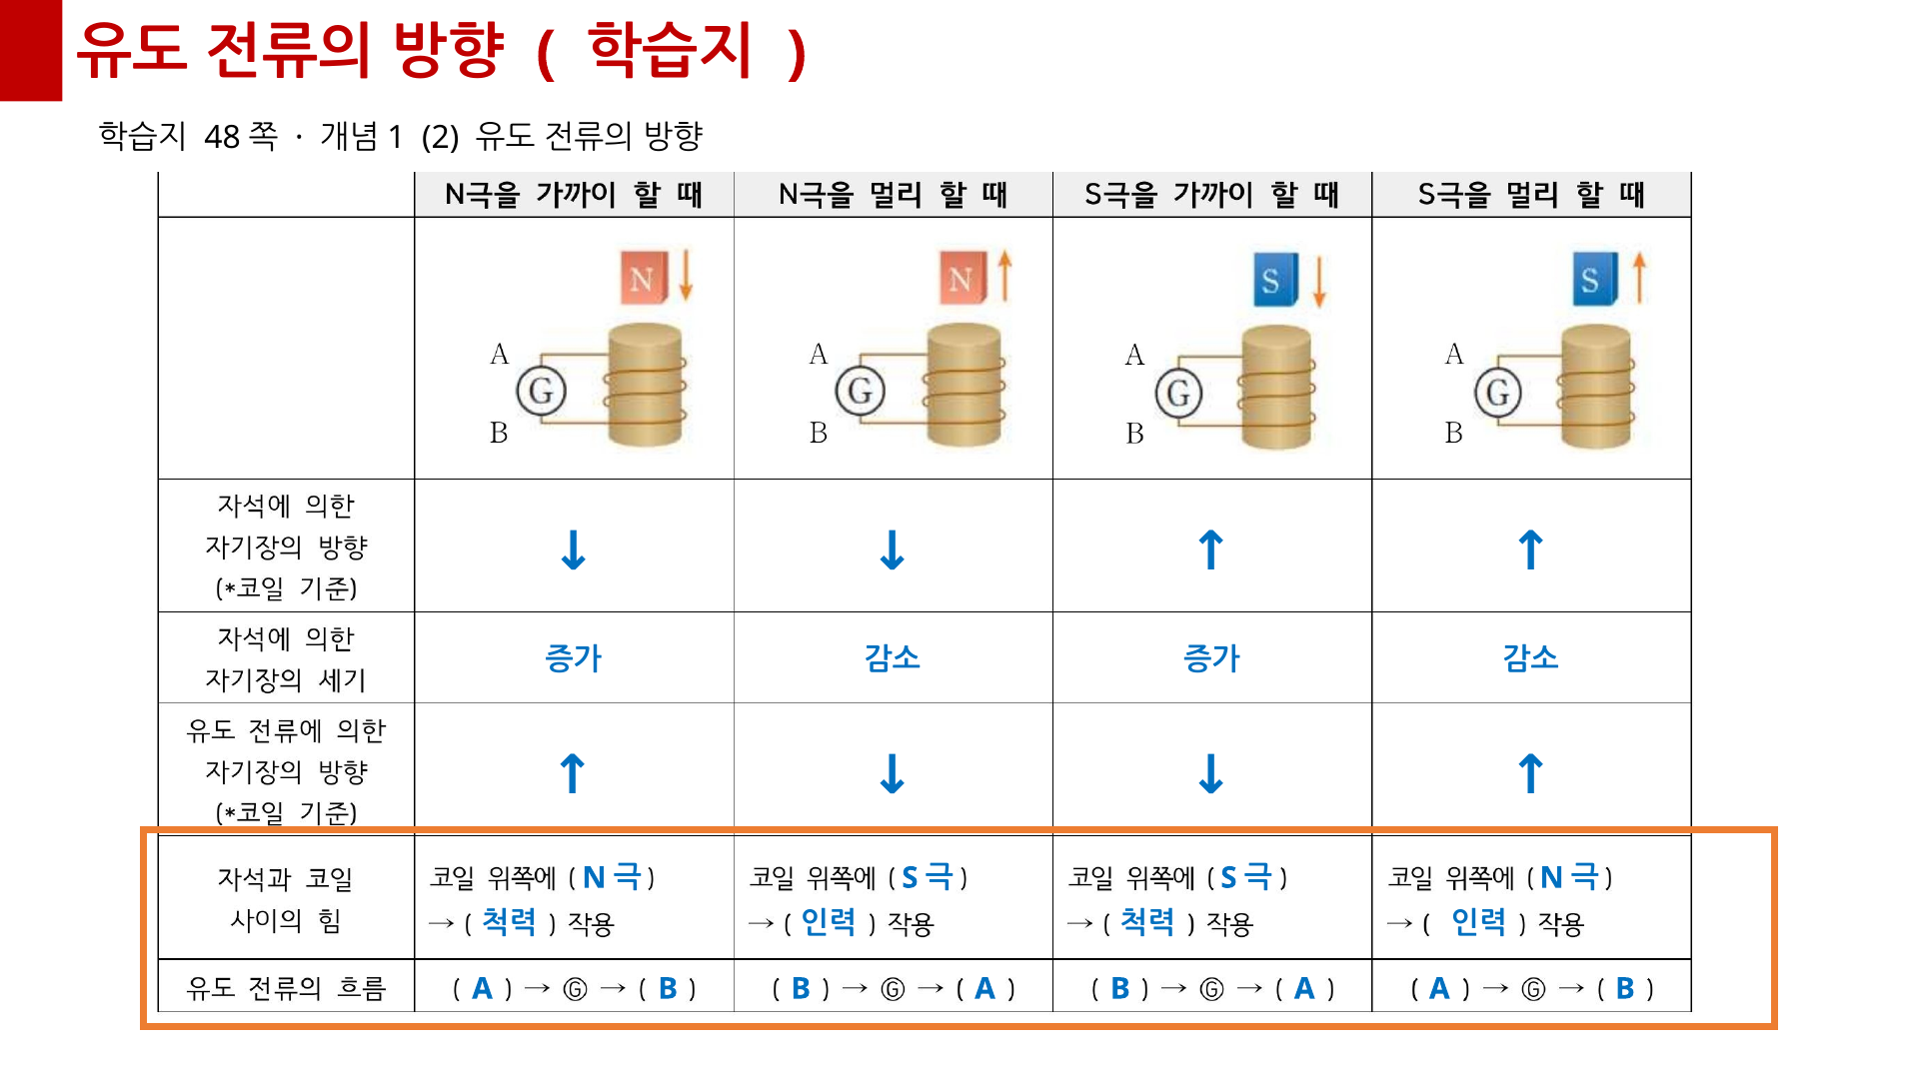 유도 전류의 방향 ( 학습지 )
학습지 48쪽 · 개념1 (2) 유도 전류의 방향
N극을 가까이 할 때
N극을 멀리 할 때
S극을 가까이 할 때
S극을 멀리 할 때
N
A
G
B
N
A
G
B
S
A
G
B
S
A
G
B
자석에 의한
자기장의 방향
(*코일 기준)
↓
↓
↑
↑
자석에 의한
자기장의 세기
증가
감소
증가
감소
유도 전류에 의한
자기장의 방향
(*코일 기준)
↑
↓
↓
↑
자석과 코일
사이의 힘
코일 위쪽에 ( N극 )
→ ( 척력 ) 작용
코일 위쪽에 ( S극 )
→ ( 인력 ) 작용
코일 위쪽에 ( S극 )
→ ( 척력 ) 작용
코일 위쪽에 ( N극 )
→ ( 인력 ) 작용
유도 전류의 흐름
( A ) → Ⓖ → ( B )
( B ) → Ⓖ → ( A )
( B ) → Ⓖ → ( A )
( A ) → Ⓖ → ( B )